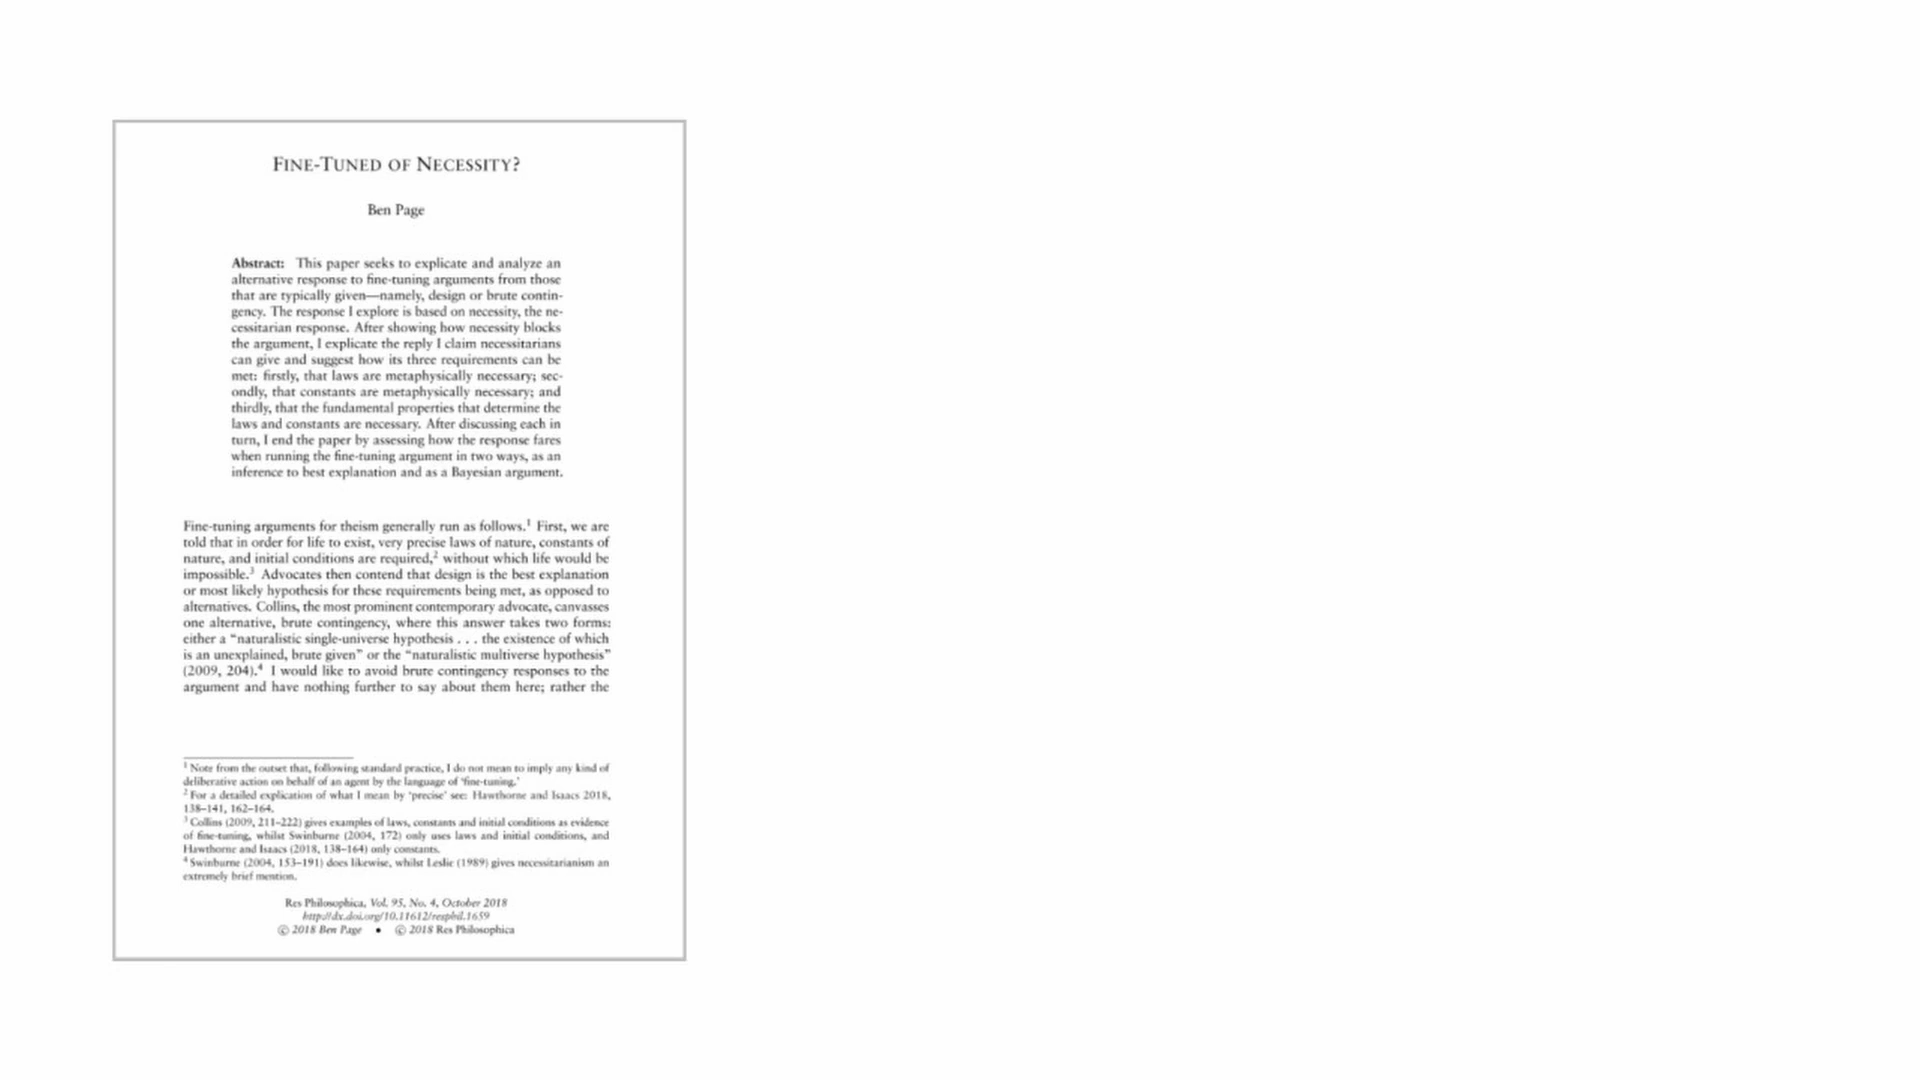 FINE-TUNED OF NECESSITY?
Ben Page
Abstract: This paper seeks to explicate and analyze an
alternative response to fine-tuning arguments from those
that are typically given—namely, design or brute contin-
gency. The response I explore is based on necessity, the ne-
cessitarian response. After showing how necessity blocks
the argument, I explicate the reply I claim necessitarians
can give and suggest how its three requirements can be
met: firstly, that laws are metaphysically necessary; sec-
ondly, that constants are metaphysically necessary; and
thirdly, that the fundamental properties that determine the
laws and constants are necessary. After discussing each in
turn, I end the paper by assessing how the response fares
when running the fine-tuning argument in two ways, as an
inference to best explanation and as a Bayesian argument.
Fine-tuning arguments for theism generally run as follows.¹ First, we are
told that in order for life to exist, very precise laws of nature, constants of
nature, and initial conditions are required,² without which life would be
impossible.³ Advocates then contend that design is the best explanation
or most likely hypothesis for these requirements being met, as opposed to
alternatives. Collins, the most prominent contemporary advocate, canvasses
one alternative, brute contingency, where this answer takes two forms:
either a “naturalistic single-universe hypothesis . . . the existence of which
is an unexplained, brute given” or the “naturalistic multiverse hypothesis”
(2009, 204).⁴ I would like to avoid brute contingency responses to the
argument and have nothing further to say about them here; rather the
¹ Note from the outset that, following standard practice, I do not mean to imply any kind of
deliberative action on behalf of an agent by the language of ‘fine-tuning.’
² For a detailed explication of what I mean by ‘precise’ see: Hawthorne and Isaacs 2018,
138–141, 162–164.
³ Collins (2009, 211–222) gives examples of laws, constants and initial conditions as evidence
of fine-tuning, whilst Swinburne (2004, 172) only uses laws and initial conditions, and
Hawthorne and Isaacs (2018, 138–164) only constants.
⁴ Swinburne (2004, 153–191) does likewise, whilst Leslie (1989) gives necessitarianism an
extremely brief mention.
Res Philosophica, Vol. 95, No. 4, October 2018
http://dx.doi.org/10.11612/resphil.1659
© 2018 Ben Page • © 2018 Res Philosophica